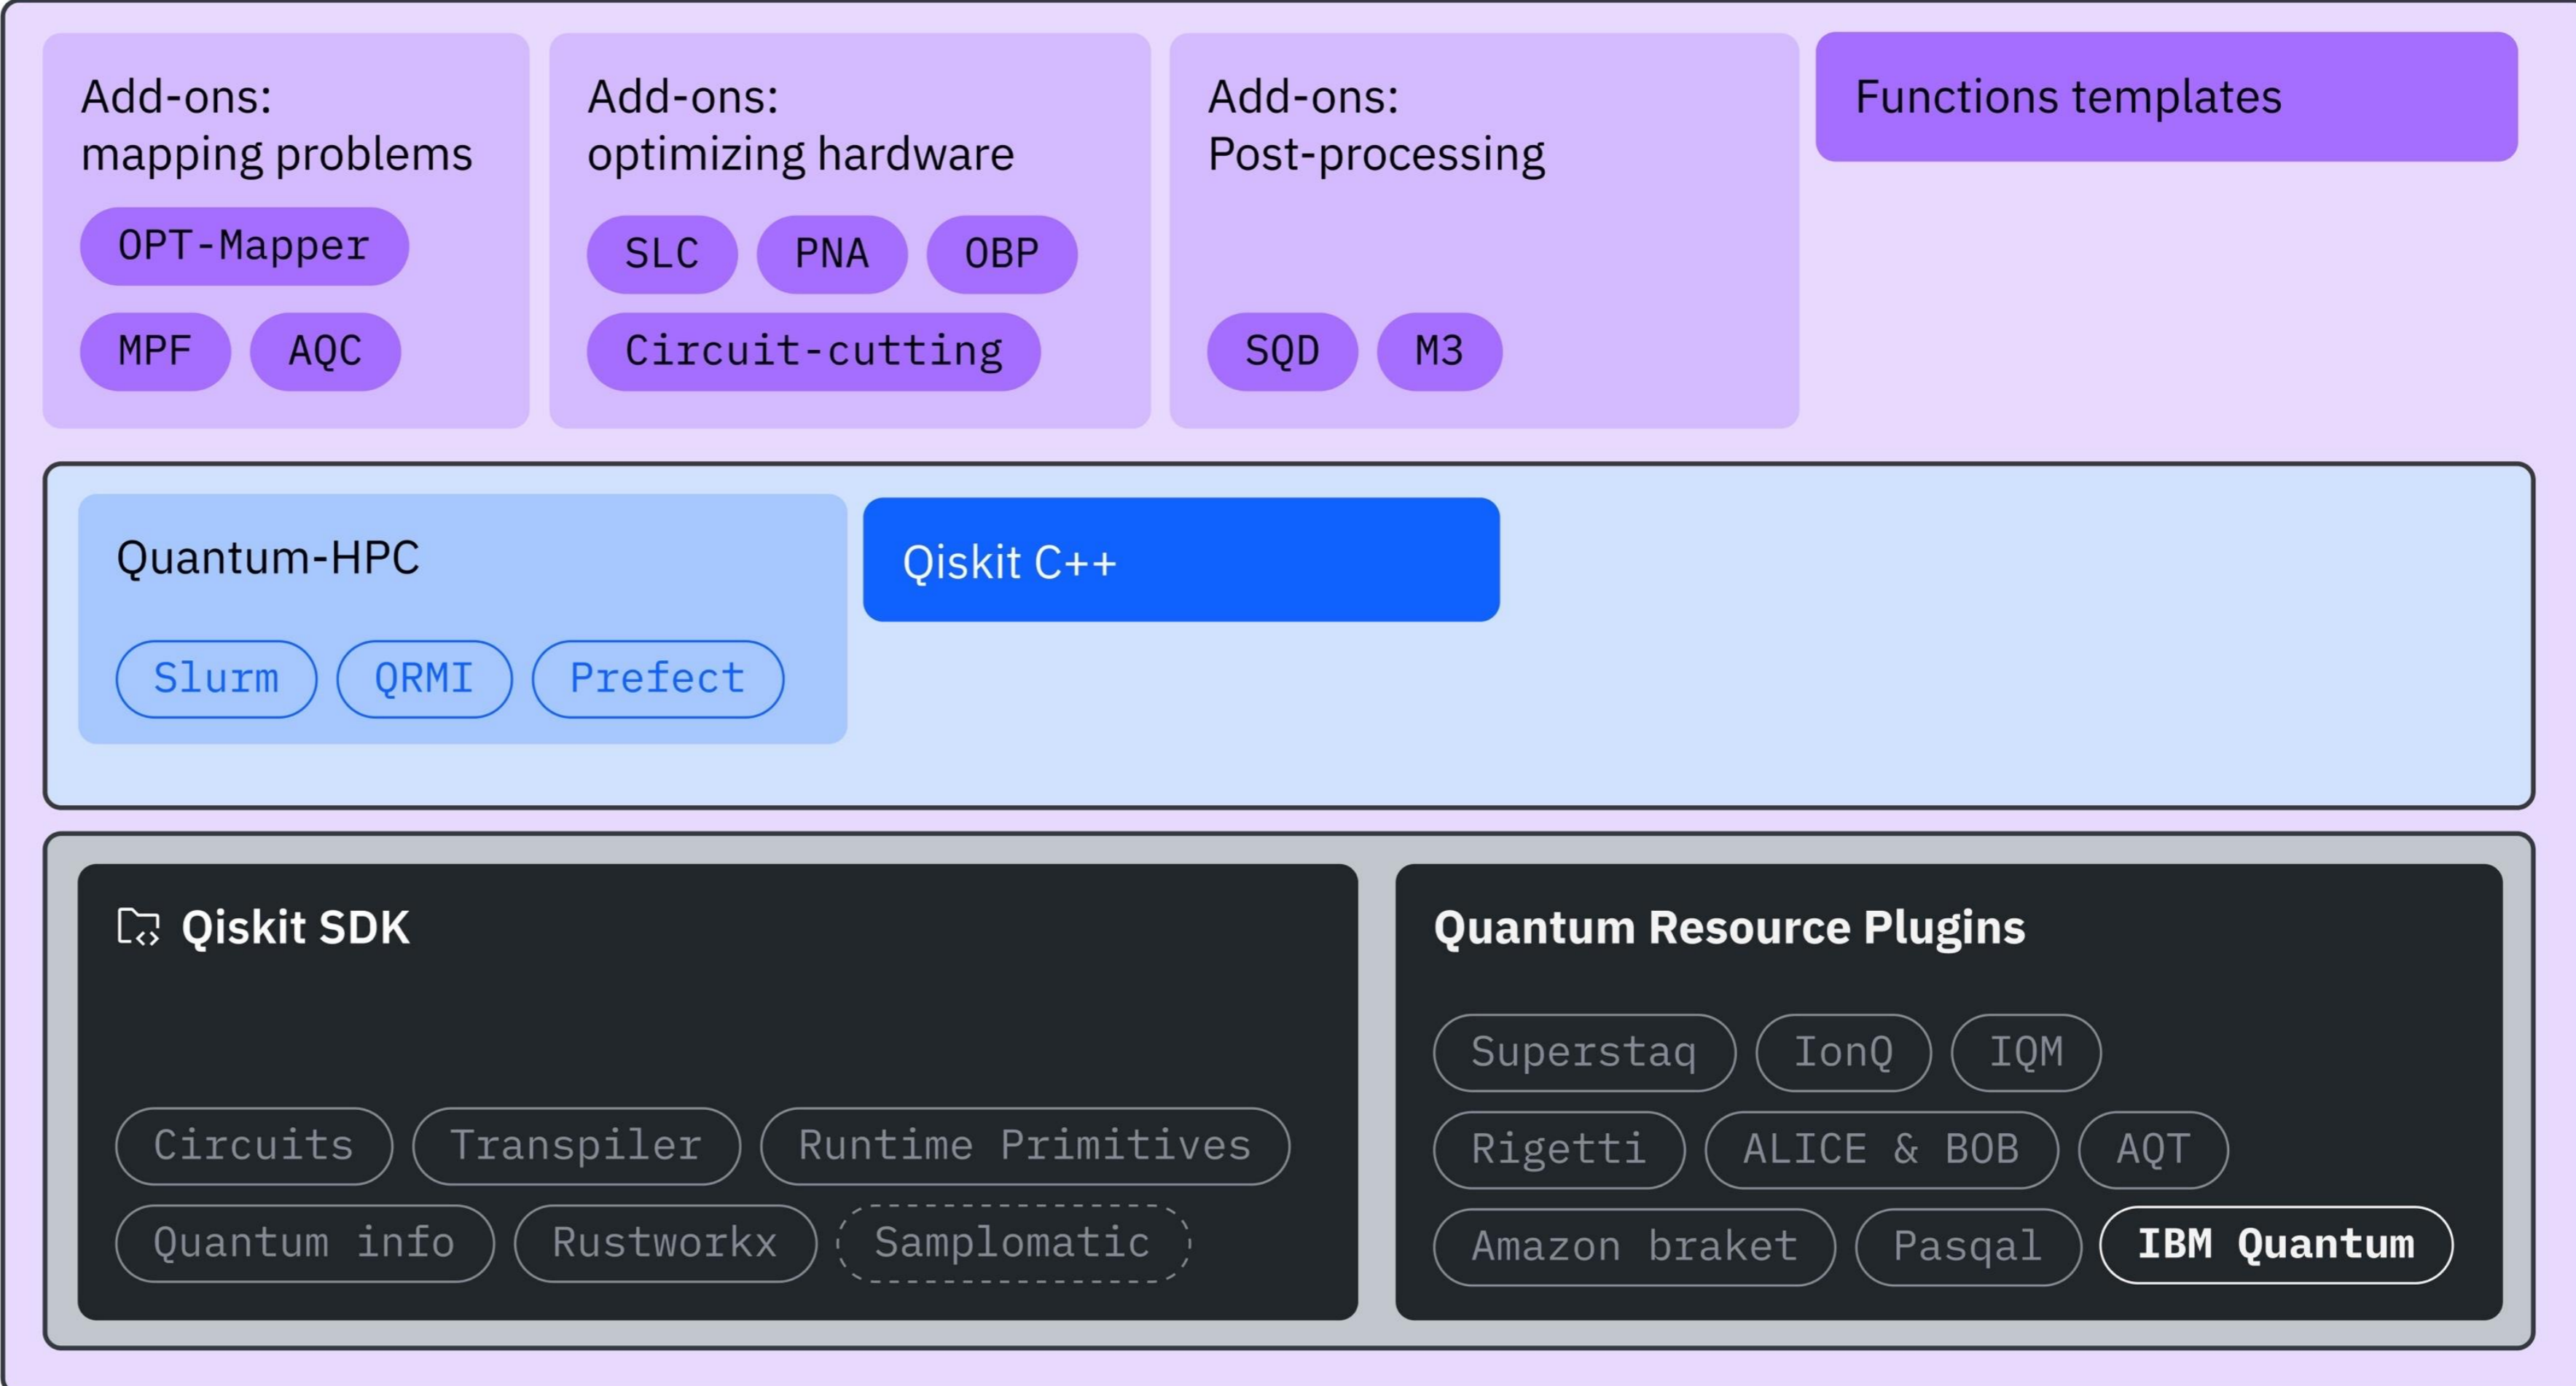 Add-ons:
mapping problems
OPT-Mapper
MPF AQC
Add-ons:
optimizing hardware
SLC PNA OBP
Circuit-cutting
Add-ons:
Post-processing
SQD M3
Functions templates
Quantum-HPC
Slurm QRMI Prefect
Qiskit C++
Qiskit SDK
Circuits Transpiler Runtime Primitives
Quantum info Rustworkx Samplomatic
Quantum Resource Plugins
Superstaq IonQ IQM
Rigetti ALICE & BOB AQT
Amazon braket Pasqal IBM Quantum